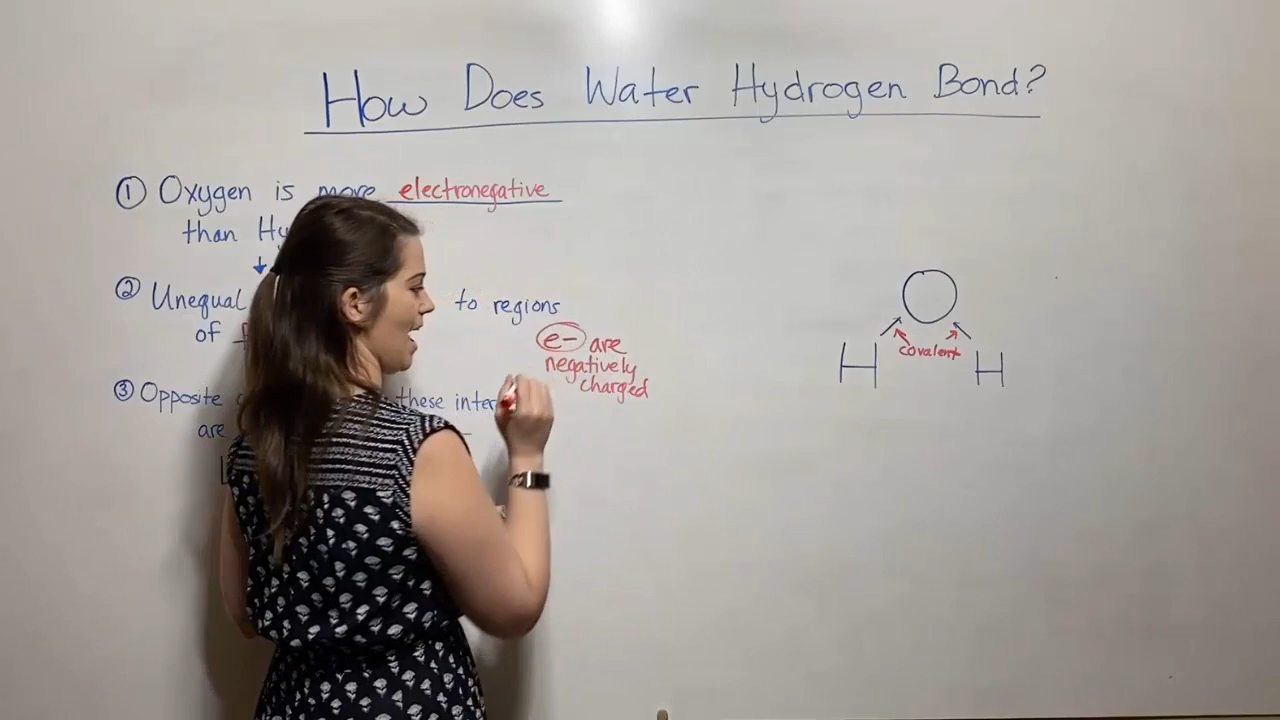 How Does Water Hydrogen Bond?
① Oxygen is more electronegative
than Hy
② Unequal to regions
of
e- are
negatively
charged
③ Opposite these inter
are
O
covalent
H H